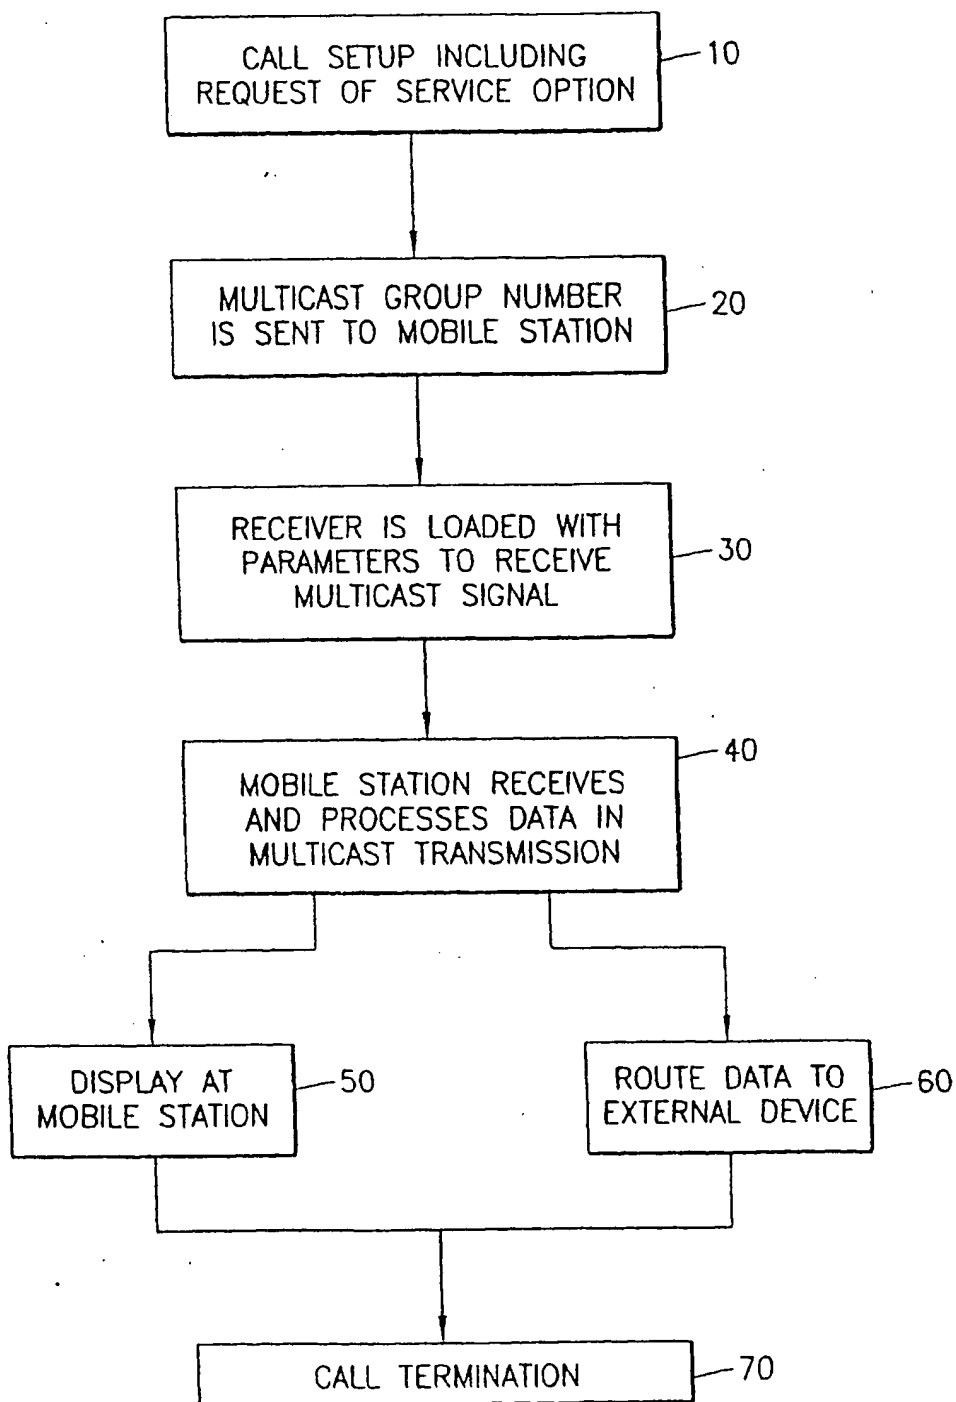 CALL SETUP INCLUDING
REQUEST OF SERVICE OPTION
10
MULTICAST GROUP NUMBER
IS SENT TO MOBILE STATION
20
RECEIVER IS LOADED WITH
PARAMETERS TO RECEIVE
MULTICAST SIGNAL
30
MOBILE STATION RECEIVES
AND PROCESSES DATA IN
MULTICAST TRANSMISSION
40
DISPLAY AT
MOBILE STATION
50
ROUTE DATA TO
EXTERNAL DEVICE
60
CALL TERMINATION
70